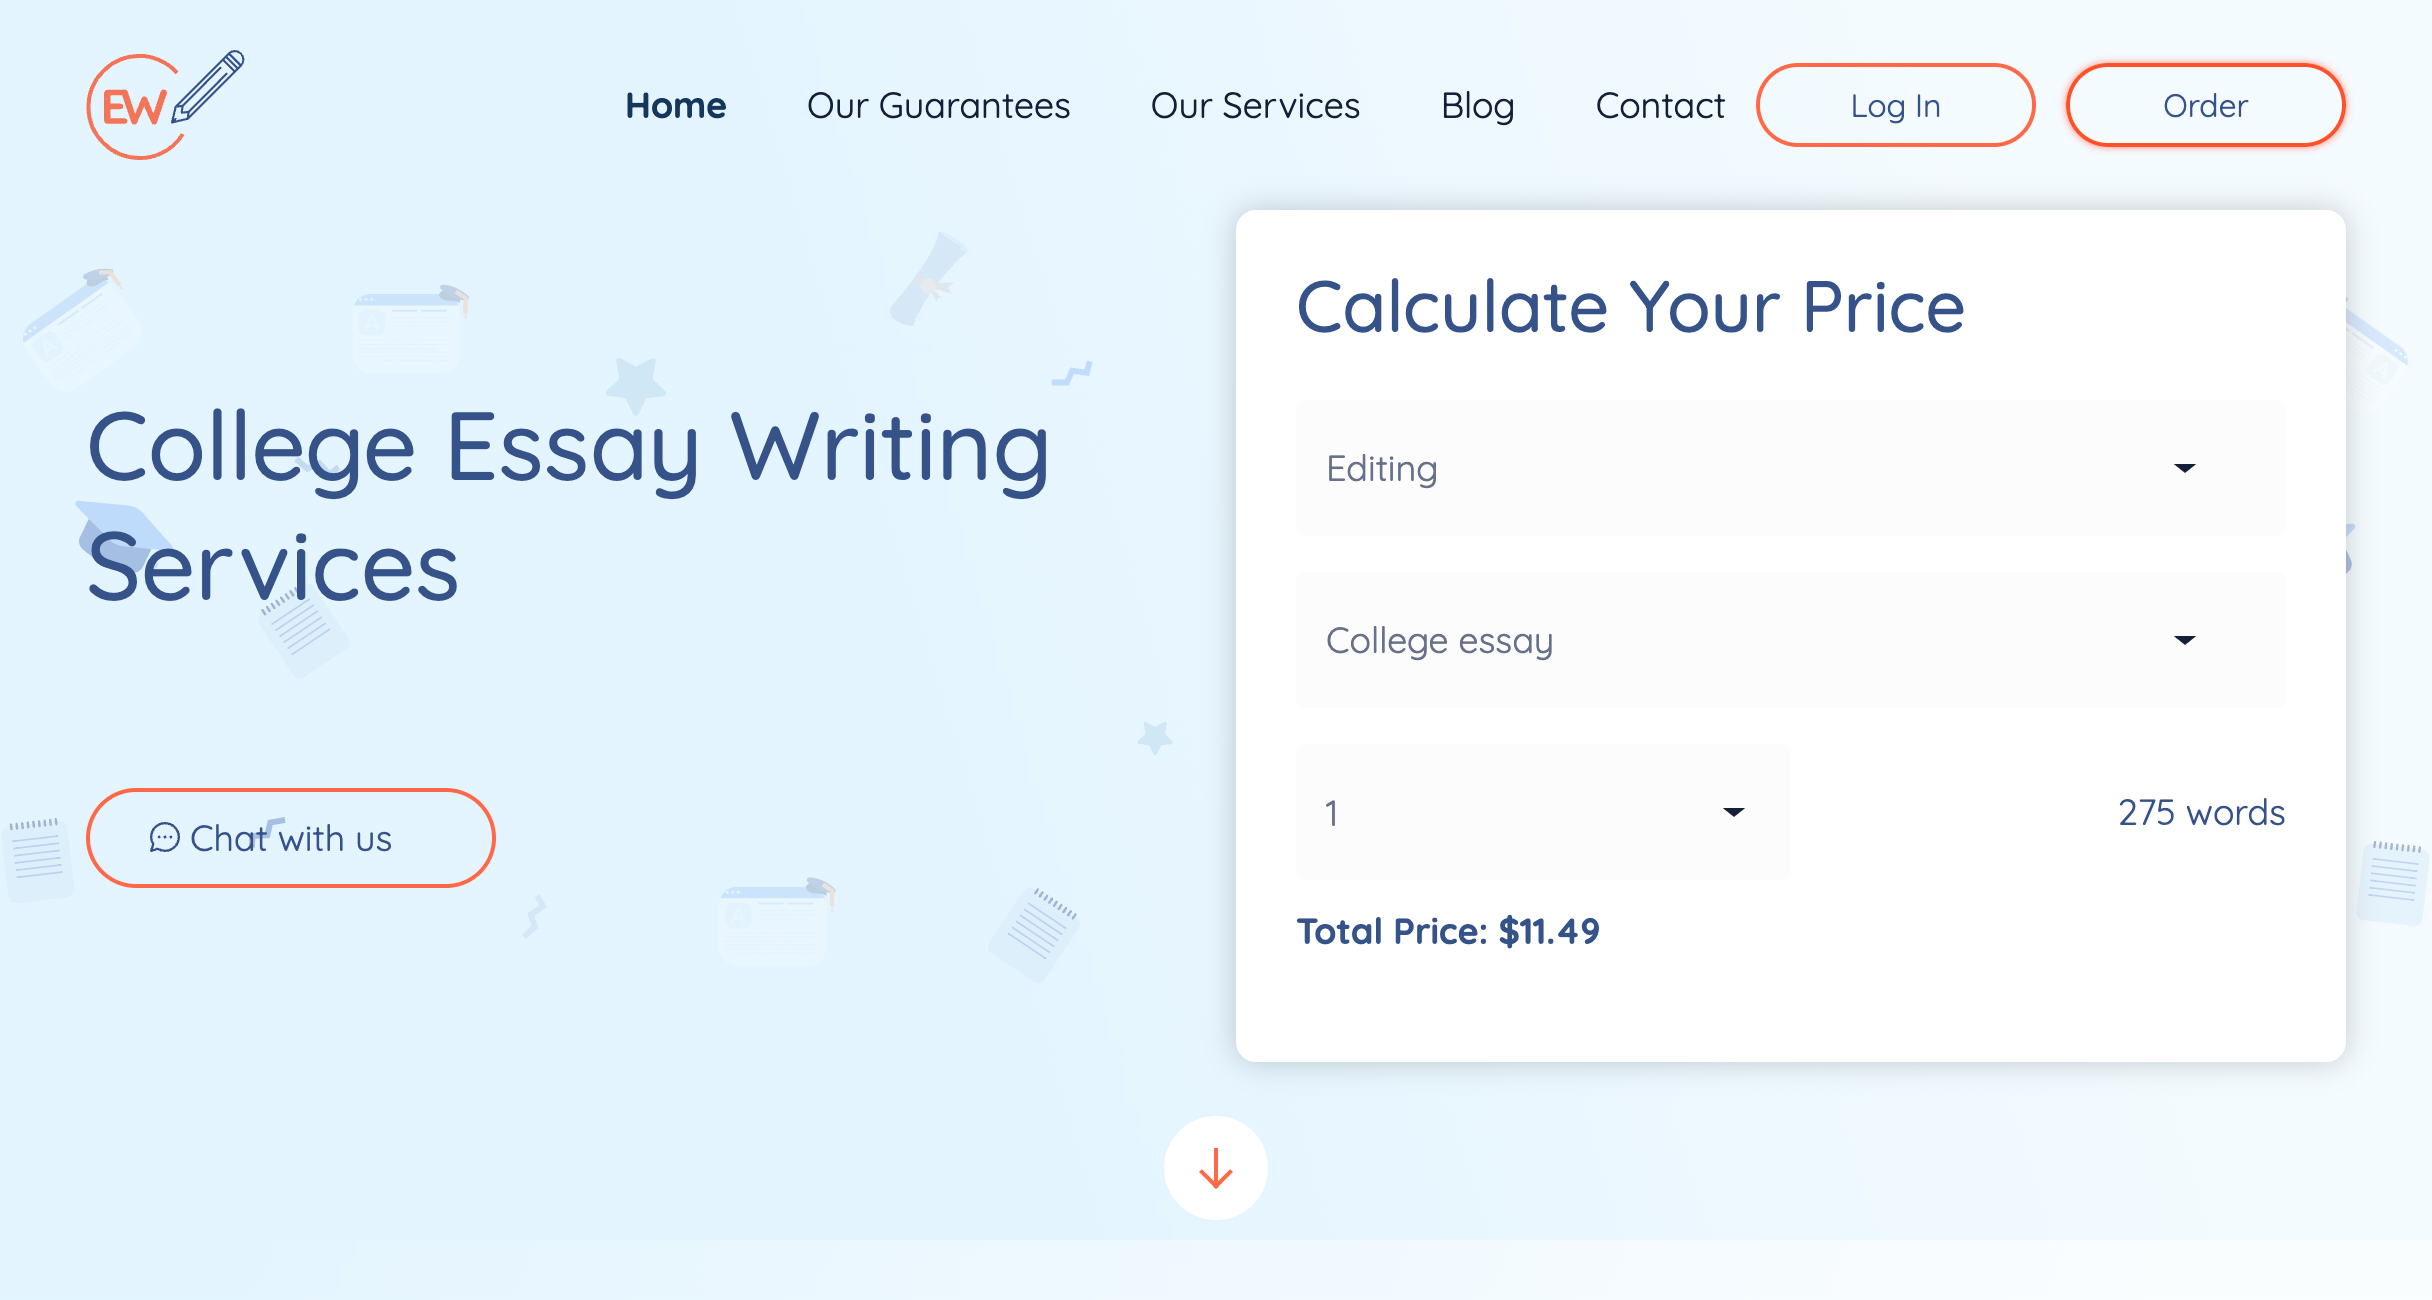 EW
Home
Our Guarantees
Our Services
Blog
Contact
Log In
Order
College Essay Writing
Services
Chat with us
Calculate Your Price
Editing
College essay
1
275 words
Total Price: $11.49